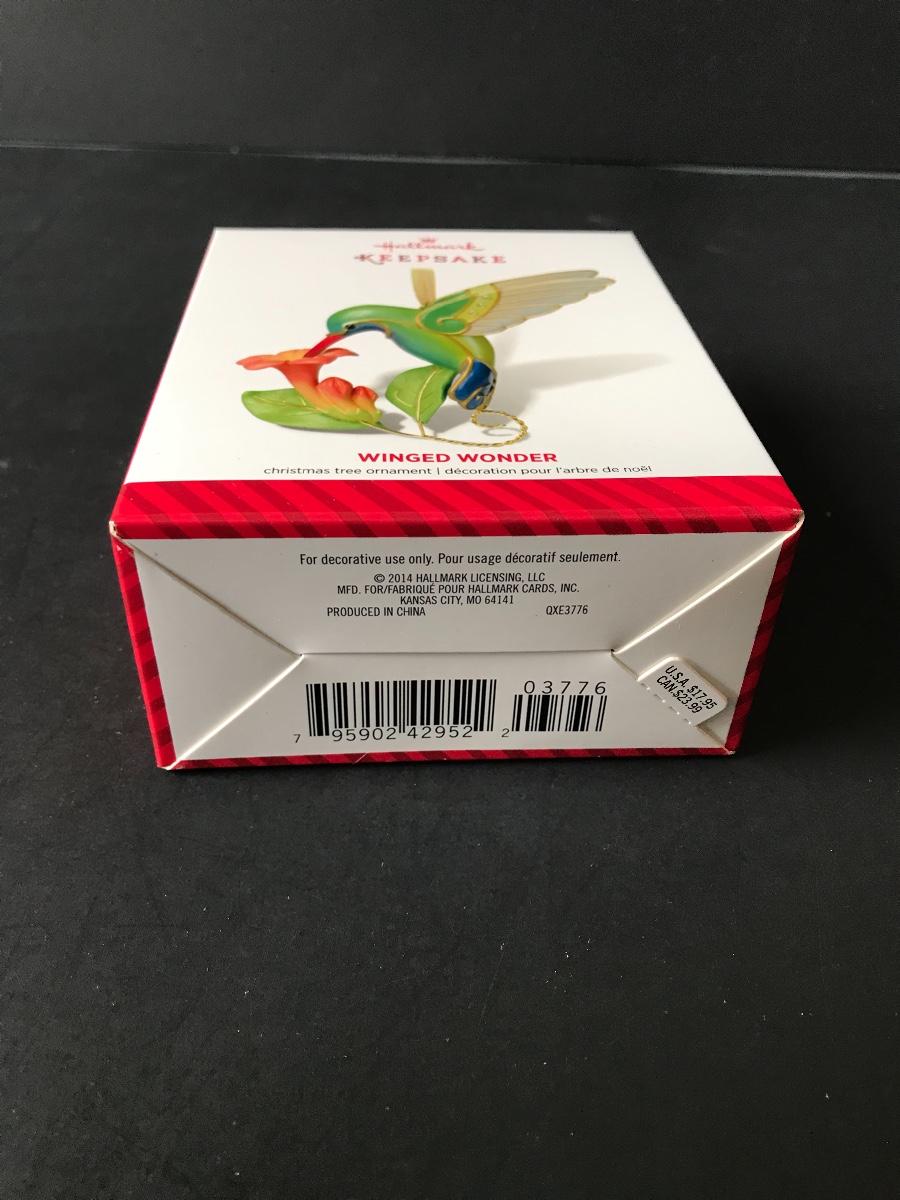 Hallmark
KEEPSAKE
WINGED WONDER
christmas tree ornament | décoration pour l'arbre de noël
For decorative use only. Pour usage décoratif seulement.
© 2014 HALLMARK LICENSING, LLC
MFD. FOR/FABRIQUÉ POUR HALLMARK CARDS, INC.
KANSAS CITY, MO 64141
PRODUCED IN CHINA QXE3776
U.S.A. $17.95
CAN.$23.99
03776
7 95902 42952 2